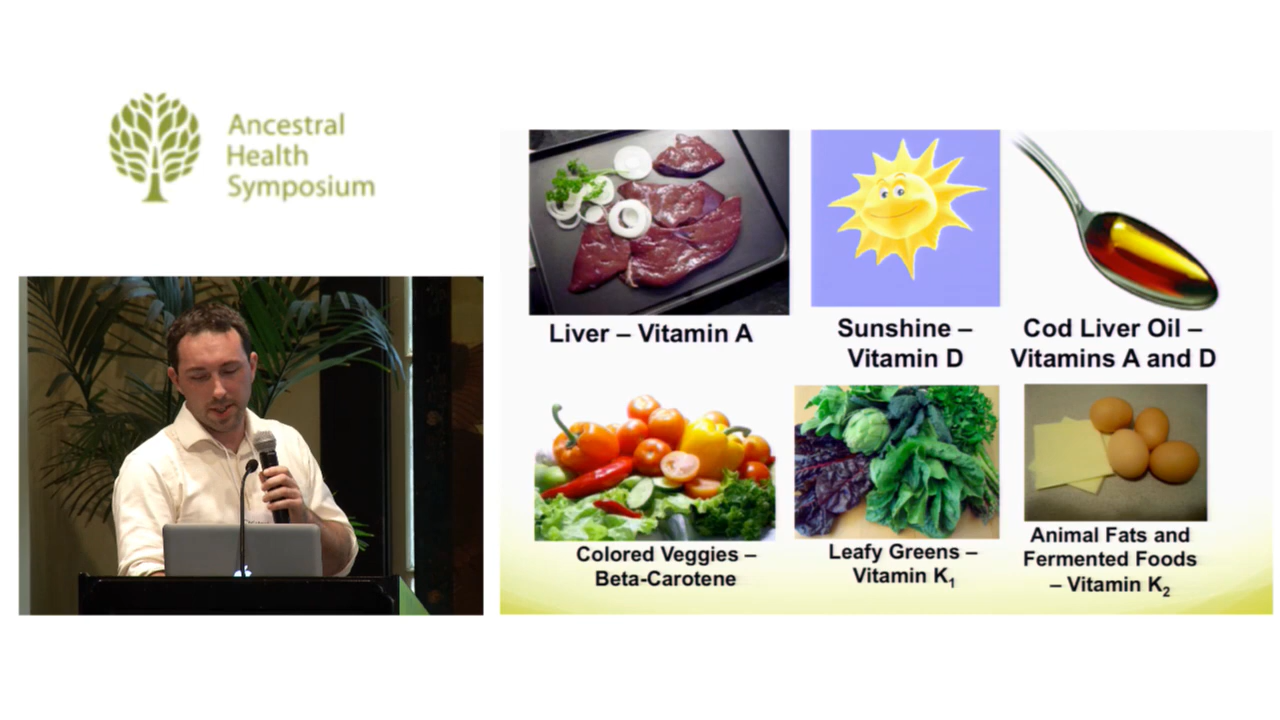 Ancestral
Health
Symposium
Liver – Vitamin A
Sunshine –
Vitamin D
Cod Liver Oil –
Vitamins A and D
Colored Veggies –
Beta-Carotene
Leafy Greens –
Vitamin K₁
Animal Fats and
Fermented Foods
– Vitamin K₂